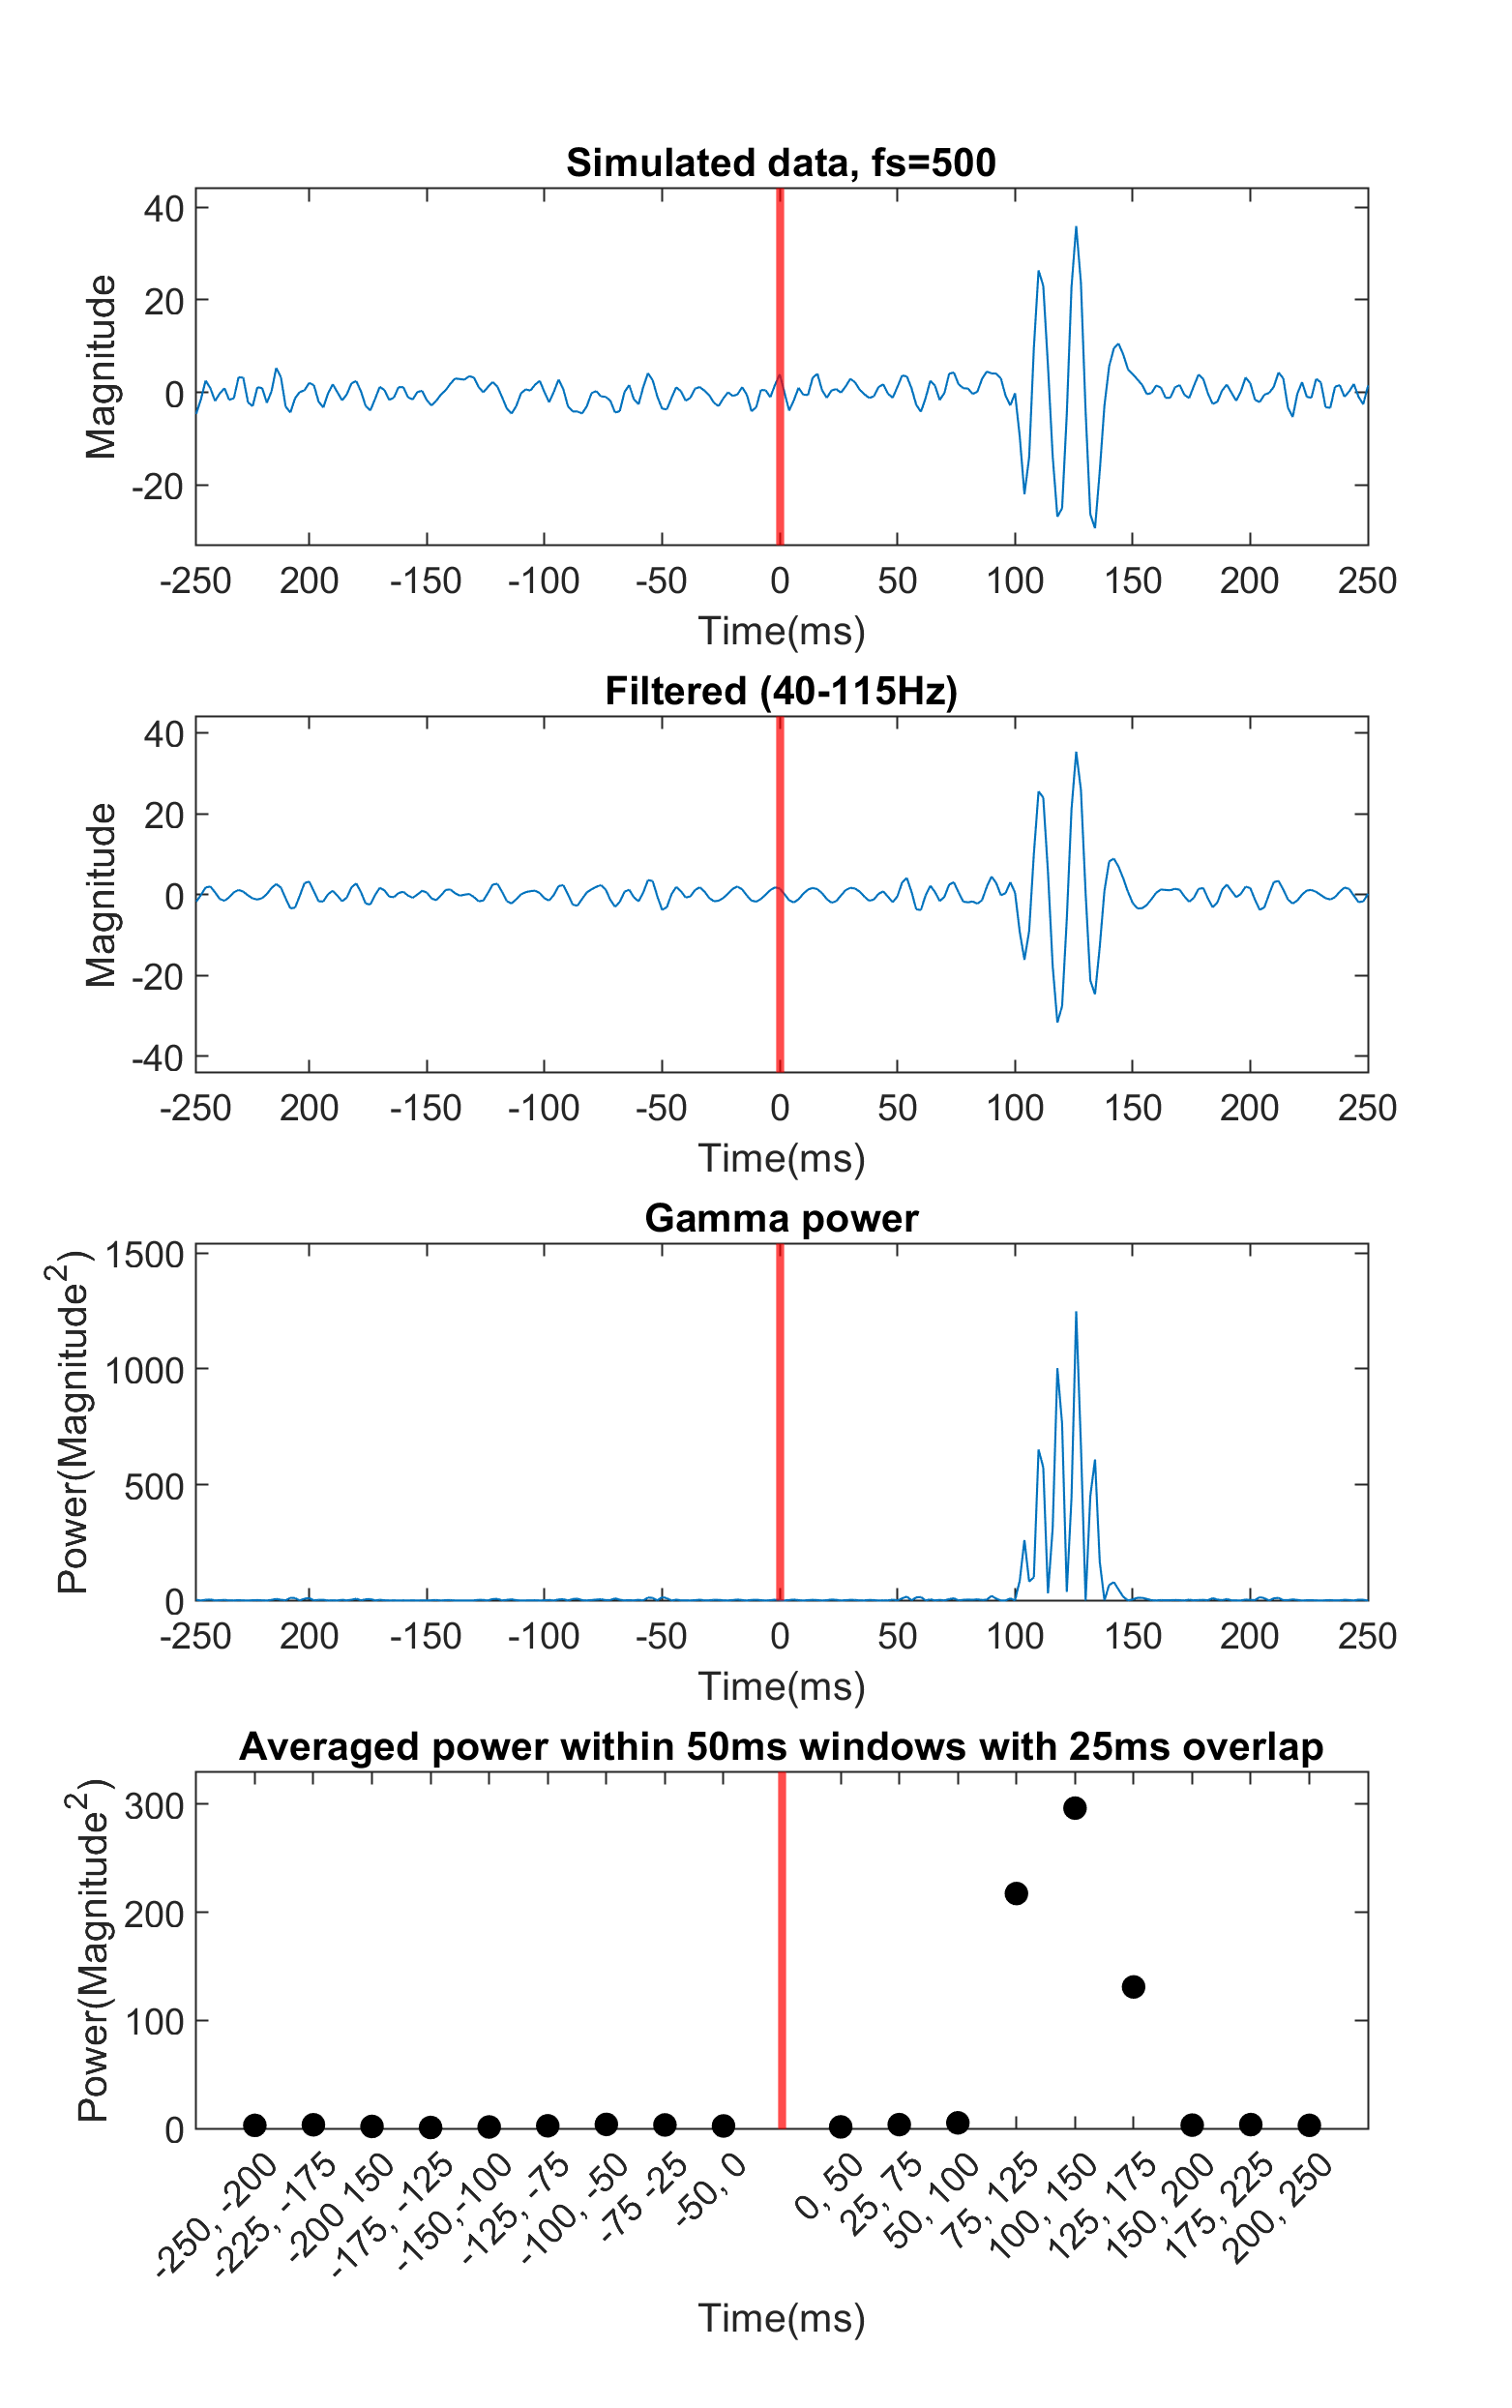 Simulated data, fs=500
40
20
0
-20
Magnitude
-250 200 -150 -100 -50 0 50 100 150 200 250
Time(ms)
Filtered (40-115Hz)
40
20
0
-20
-40
Magnitude
-250 200 -150 -100 -50 0 50 100 150 200 250
Time(ms)
Gamma power
1500
1000
500
0
Power(Magnitude²)
-250 200 -150 -100 -50 0 50 100 150 200 250
Time(ms)
Averaged power within 50ms windows with 25ms overlap
300
200
100
0
Power(Magnitude²)
-250, -200
-225, -175
-200 150
-175, -125
-150, -100
-125, -75
-100, -50
-75 -25
-50, 0
0, 50
25, 75
50, 100
75, 125
100, 150
125, 175
150, 200
175, 225
200, 250
Time(ms)